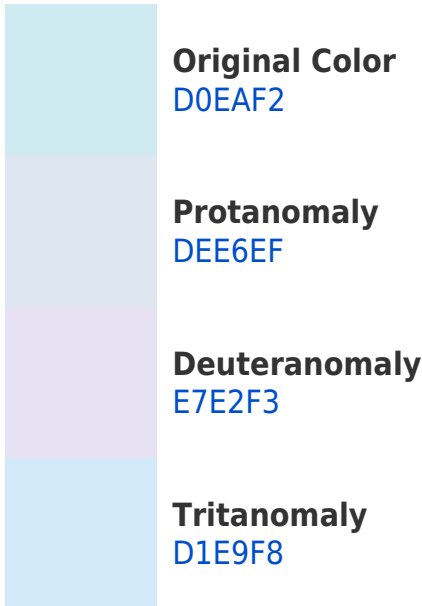 Original Color
D0EAF2
Protanomaly
DEE6EF
Deuteranomaly
E7E2F3
Tritanomaly
D1E9F8